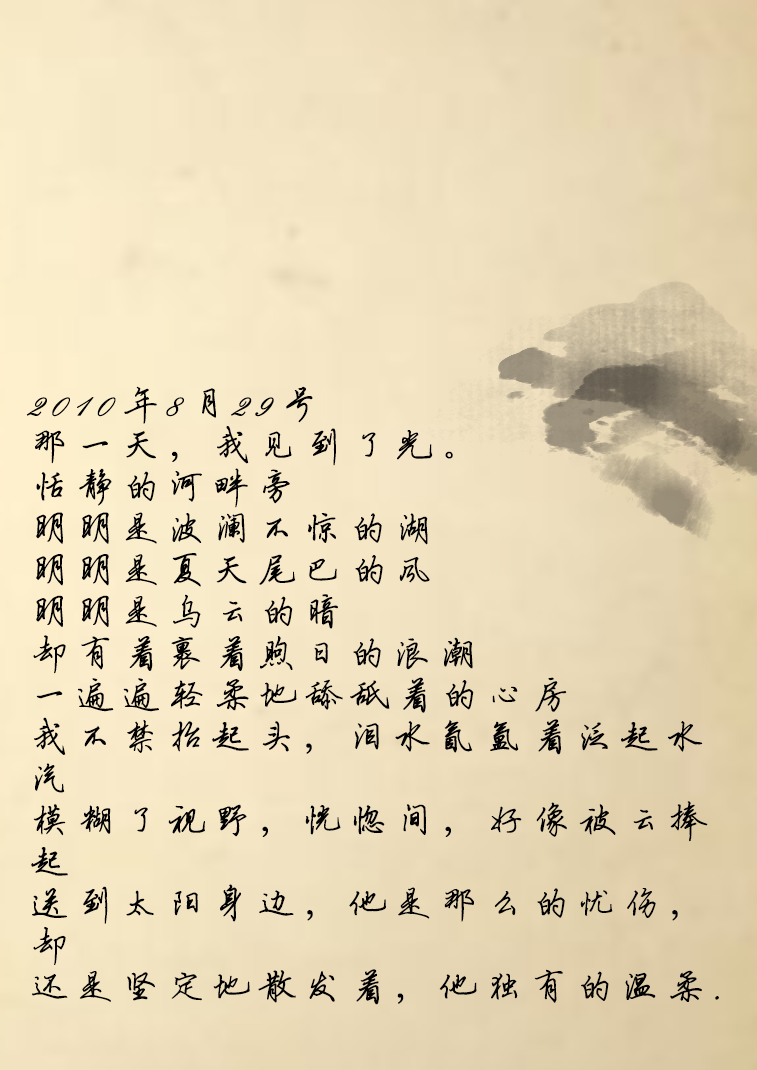 2010年8月29号
那一天，我见到了光。
恬静的河畔旁
明明是波澜不惊的湖
明明是夏天尾巴的风
明明是乌云的暗
却有着裹着煦日的浪潮
一遍遍轻柔地舔舐着的心房
我不禁抬起头，泪水氤氲着泛起水
汽
模糊了视野，恍惚间，好像被云捧
起
送到太阳身边，他是那么的忧伤，
却
还是坚定地散发着，他独有的温柔.